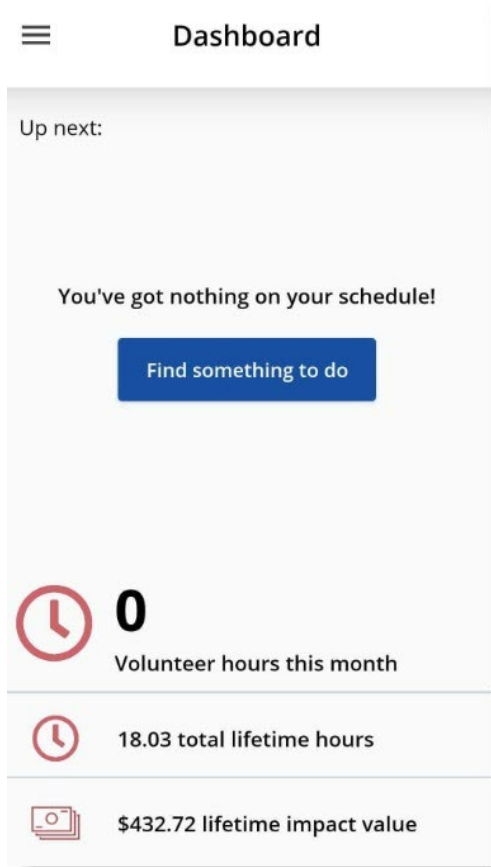 Dashboard
Up next:
You've got nothing on your schedule!
Find something to do
0
Volunteer hours this month
18.03 total lifetime hours
$432.72 lifetime impact value